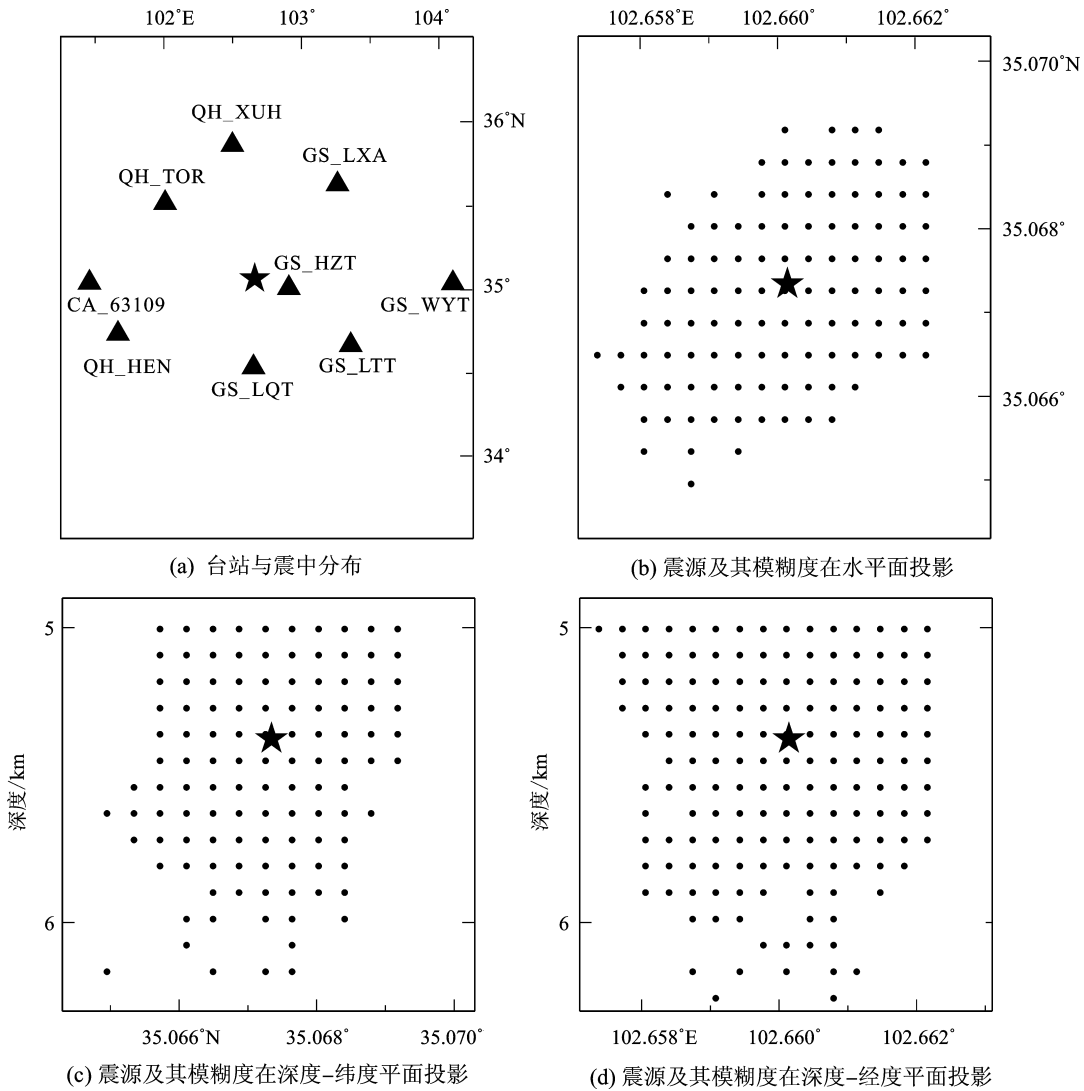 102°E 103° 104°
36°N
35°
34°
QH_XUH
GS_LXA
QH_TOR
GS_HZT
CA_63109
GS_WYT
QH_HEN
GS_LTT
GS_LQT
(a) 台站与震中分布
102.658°E 102.660° 102.662°
35.070°N
35.068°
35.066°
(b) 震源及其模糊度在水平面投影
5
6
深度/km
35.066°N 35.068° 35.070°
(c) 震源及其模糊度在深度-纬度平面投影
5
6
深度/km
102.658°E 102.660° 102.662°
(d) 震源及其模糊度在深度-经度平面投影